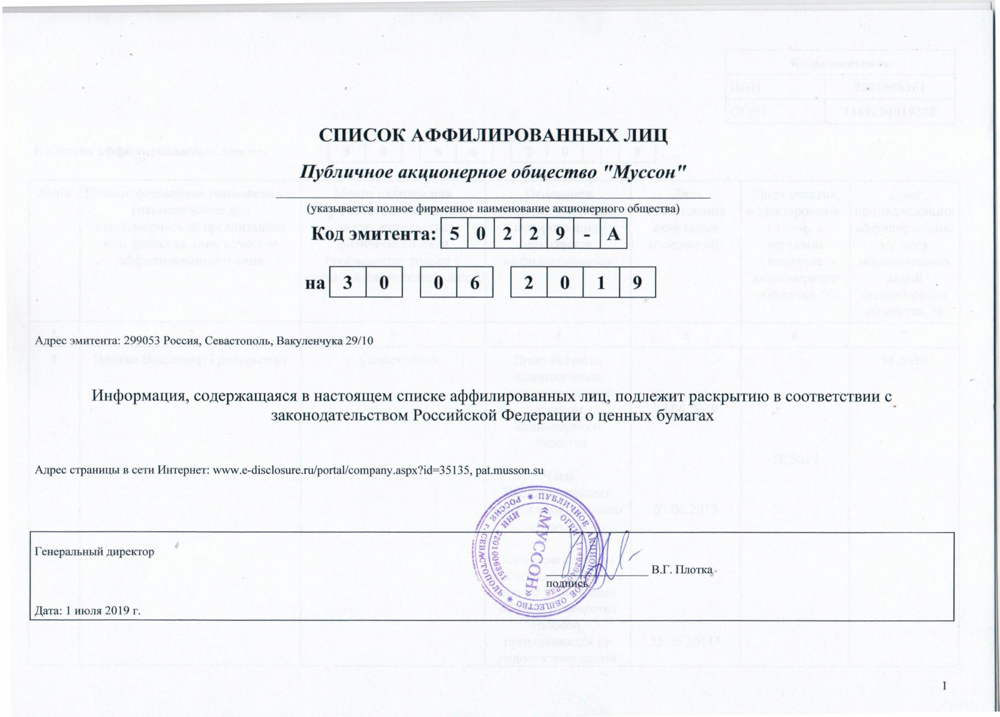 СПИСОК АФФИЛИРОВАННЫХ ЛИЦ
Публичное акционерное общество "Муссон"
(указывается полное фирменное наименование акционерного общества)
Код эмитента: 5 0 2 2 9 - А
на 3 0 0 6 2 0 1 9
Адрес эмитента: 299053 Россия, Севастополь, Вакуленчука 29/10
Информация, содержащаяся в настоящем списке аффилированных лиц, подлежит раскрытию в соответствии с
законодательством Российской Федерации о ценных бумагах
Адрес страницы в сети Интернет: www.e-disclosure.ru/portal/company.aspx?id=35135, pat.musson.su
Генеральный директор
В.Г. Плотка
подпись
Дата: 1 июля 2019 г.
ПУБЛИЧНОЕ АКЦИОНЕРНОЕ ОБЩЕСТВО * РОССИЯ г. СЕВАСТОПОЛЬ *
ИНН 9201006351
ОГРН
«МУССОН»
1